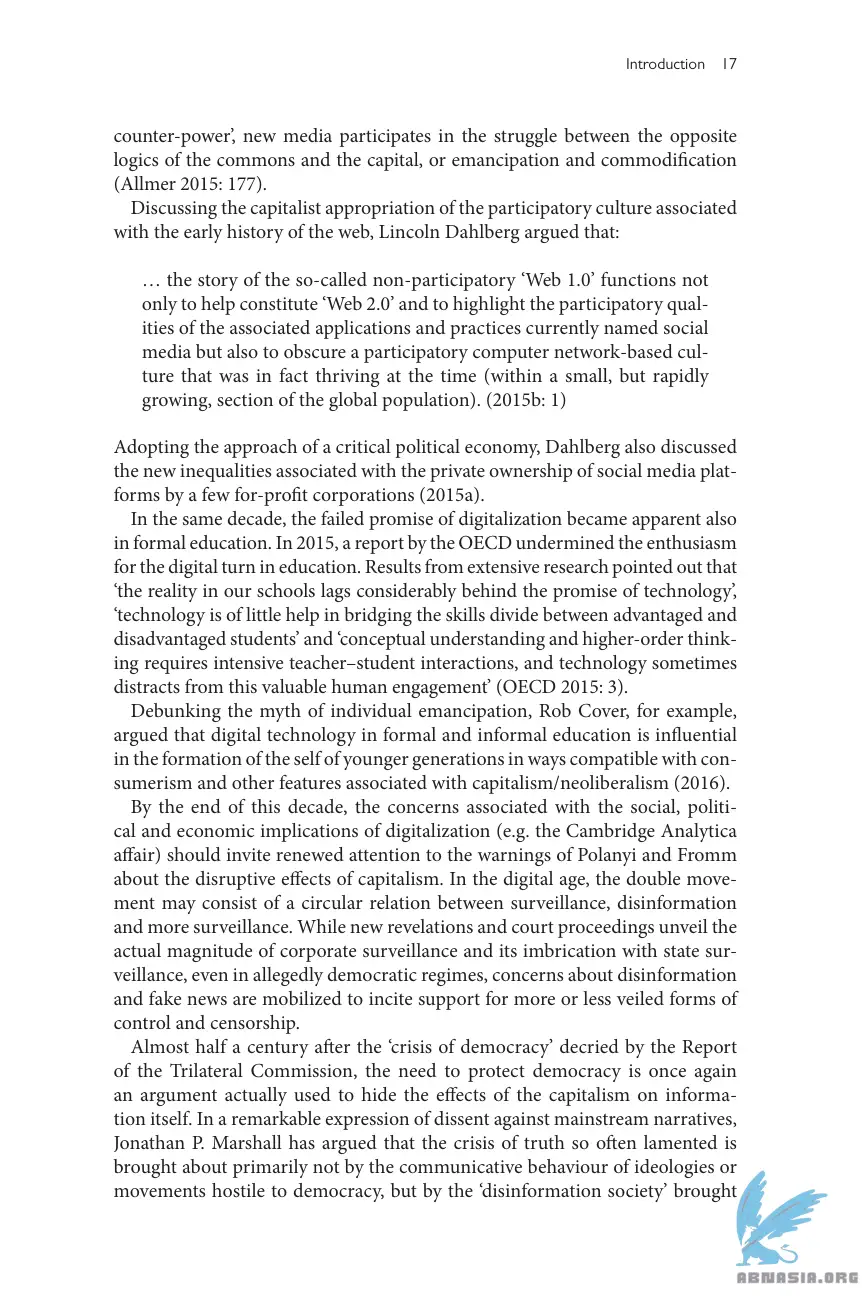 Introduction 17
counter-power’, new media participates in the struggle between the opposite
logics of the commons and the capital, or emancipation and commodification
(Allmer 2015: 177).
Discussing the capitalist appropriation of the participatory culture associated
with the early history of the web, Lincoln Dahlberg argued that:
… the story of the so-called non-participatory ‘Web 1.0’ functions not
only to help constitute ‘Web 2.0’ and to highlight the participatory qual-
ities of the associated applications and practices currently named social
media but also to obscure a participatory computer network-based cul-
ture that was in fact thriving at the time (within a small, but rapidly
growing, section of the global population). (2015b: 1)
Adopting the approach of a critical political economy, Dahlberg also discussed
the new inequalities associated with the private ownership of social media plat-
forms by a few for-profit corporations (2015a).
In the same decade, the failed promise of digitalization became apparent also
in formal education. In 2015, a report by the OECD undermined the enthusiasm
for the digital turn in education. Results from extensive research pointed out that
‘the reality in our schools lags considerably behind the promise of technology’,
‘technology is of little help in bridging the skills divide between advantaged and
disadvantaged students’ and ‘conceptual understanding and higher-order think-
ing requires intensive teacher–student interactions, and technology sometimes
distracts from this valuable human engagement’ (OECD 2015: 3).
Debunking the myth of individual emancipation, Rob Cover, for example,
argued that digital technology in formal and informal education is influential
in the formation of the self of younger generations in ways compatible with con-
sumerism and other features associated with capitalism/neoliberalism (2016).
By the end of this decade, the concerns associated with the social, politi-
cal and economic implications of digitalization (e.g. the Cambridge Analytica
affair) should invite renewed attention to the warnings of Polanyi and Fromm
about the disruptive effects of capitalism. In the digital age, the double move-
ment may consist of a circular relation between surveillance, disinformation
and more surveillance. While new revelations and court proceedings unveil the
actual magnitude of corporate surveillance and its imbrication with state sur-
veillance, even in allegedly democratic regimes, concerns about disinformation
and fake news are mobilized to incite support for more or less veiled forms of
control and censorship.
Almost half a century after the ‘crisis of democracy’ decried by the Report
of the Trilateral Commission, the need to protect democracy is once again
an argument actually used to hide the effects of the capitalism on informa-
tion itself. In a remarkable expression of dissent against mainstream narratives,
Jonathan P. Marshall has argued that the crisis of truth so often lamented is
brought about primarily not by the communicative behaviour of ideologies or
movements hostile to democracy, but by the ‘disinformation society’ brought
ABNASIA.ORG